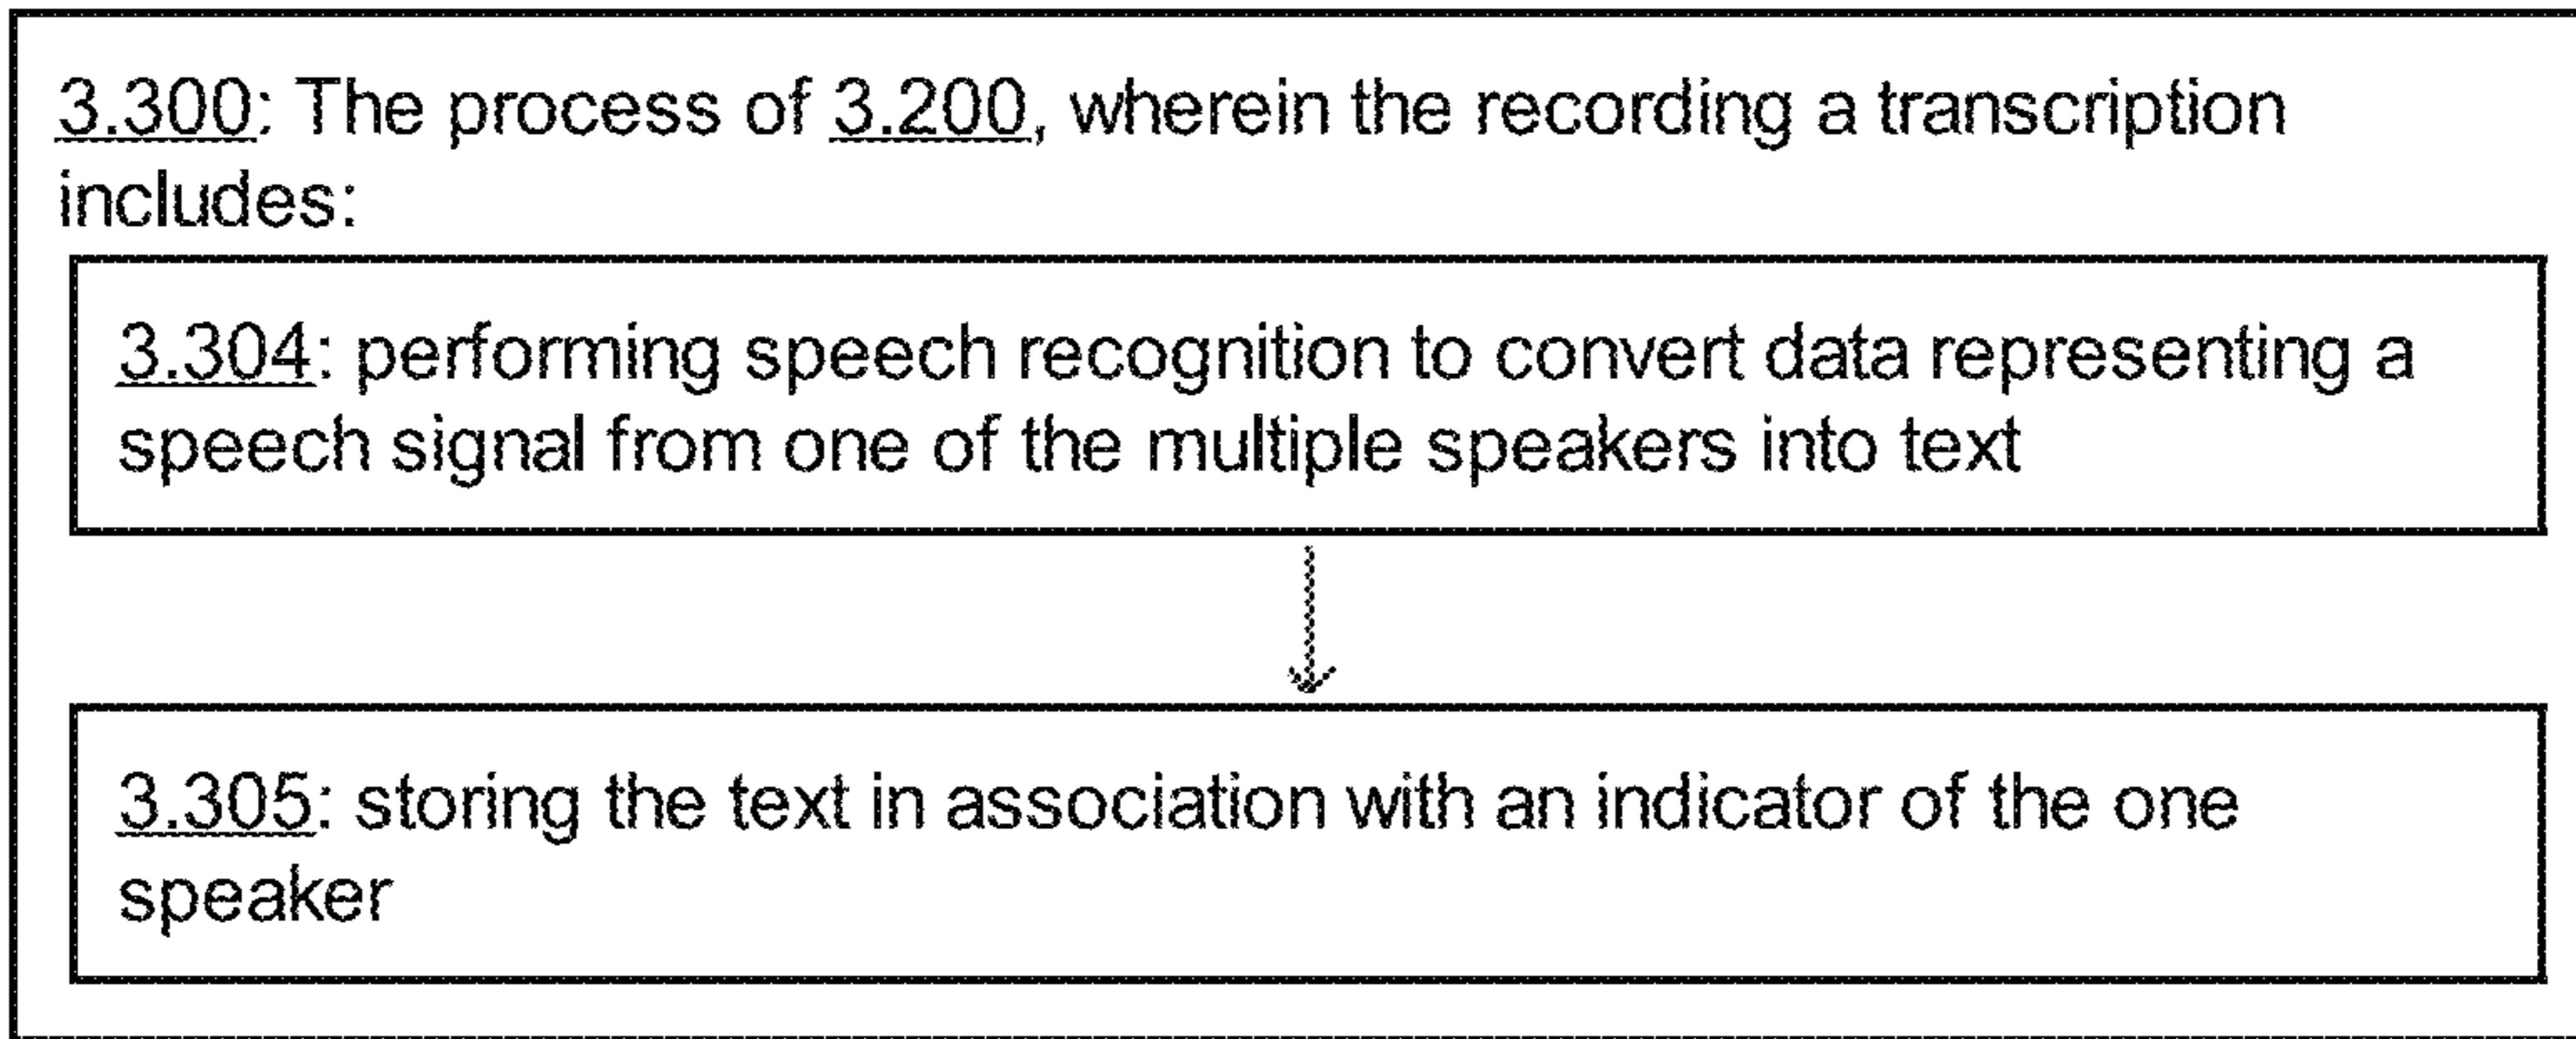 3.300: The process of 3.200, wherein the recording a transcription
includes:
3.304: performing speech recognition to convert data representing a
speech signal from one of the multiple speakers into text
3.305: storing the text in association with an indicator of the one
speaker